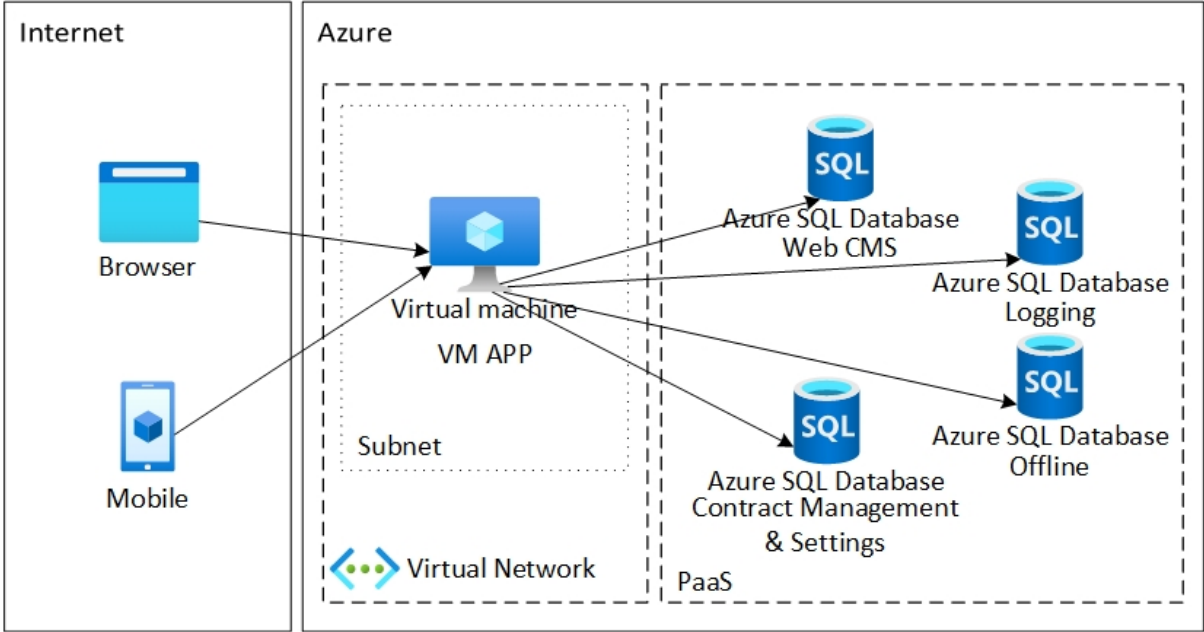 Internet
Azure
Browser
Mobile
Virtual machine
VM APP
Subnet
Virtual Network
SQL
Azure SQL Database
Web CMS
SQL
Azure SQL Database
Logging
SQL
Azure SQL Database
Offline
SQL
Azure SQL Database
Contract Management
& Settings
PaaS